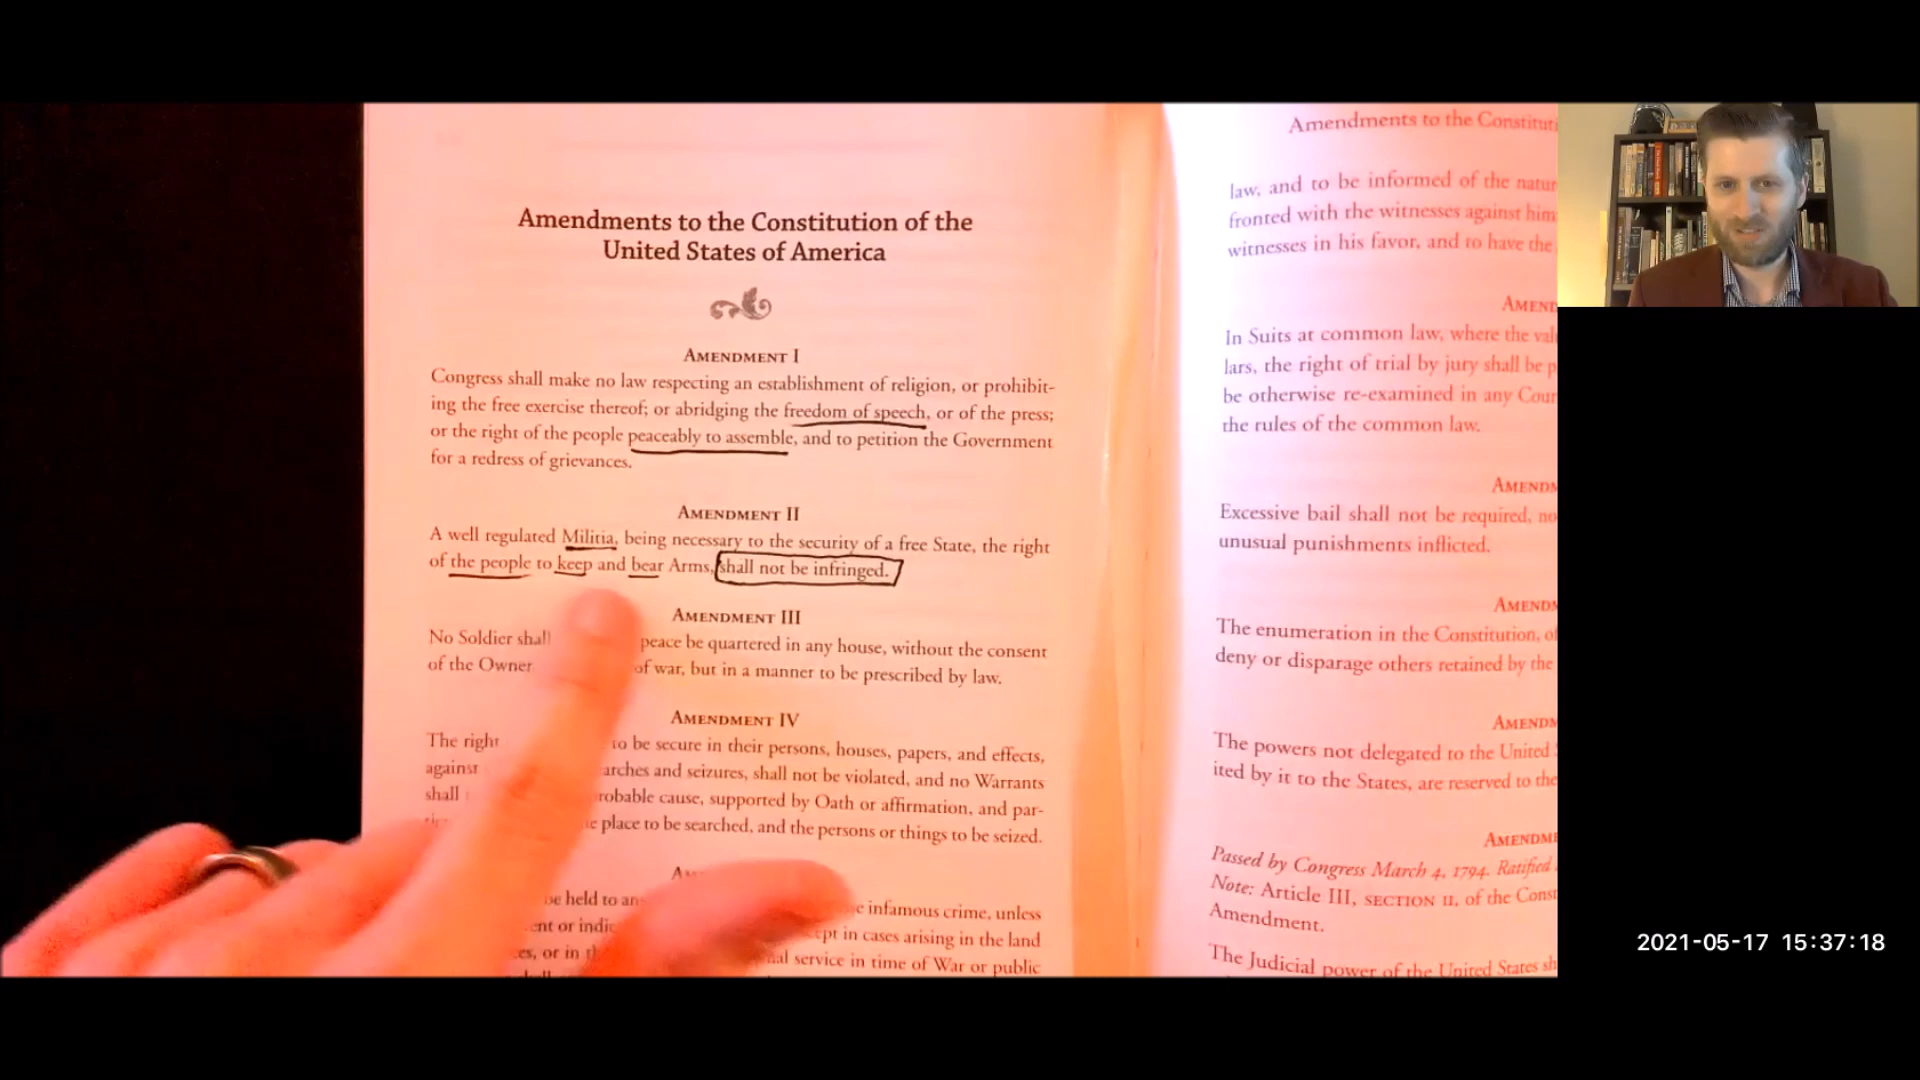 Amendments to the Constitution of the
United States of America
AMENDMENT I
Congress shall make no law respecting an establishment of religion, or prohibit-
ing the free exercise thereof; or abridging the freedom of speech, or of the press;
or the right of the people peaceably to assemble, and to petition the Government
for a redress of grievances.
AMENDMENT II
A well regulated Militia, being necessary to the security of a free State, the right
of the people to keep and bear Arms, shall not be infringed.
AMENDMENT III
No Soldier shall peace be quartered in any house, without the consent
of the Owner of war, but in a manner to be prescribed by law.
AMENDMENT IV
The right to be secure in their persons, houses, papers, and effects,
against arches and seizures, shall not be violated, and no Warrants
shall robable cause, supported by Oath or affirmation, and par-
place to be searched, and the persons or things to be seized.
be held to an infamous crime, unless
ent or indic cept in cases arising in the land
es, or in th nal service in time of War or public
Amendments to the Constituti
law, and to be informed of the natur
fronted with the witnesses against him
witnesses in his favor, and to have the
AMEND
In Suits at common law, where the val
lars, the right of trial by jury shall be p
be otherwise re-examined in any Cour
the rules of the common law.
AMENDM
Excessive bail shall not be required, no
unusual punishments inflicted.
AMENDM
The enumeration in the Constitution, of
deny or disparage others retained by the
AMENDM
The powers not delegated to the United
ited by it to the States, are reserved to the
AMENDME
Passed by Congress March 4, 1794. Ratified
Note: Article III, SECTION II, of the Const
Amendment.
The Judicial power of the United States sh
2021-05-17 15:37:18